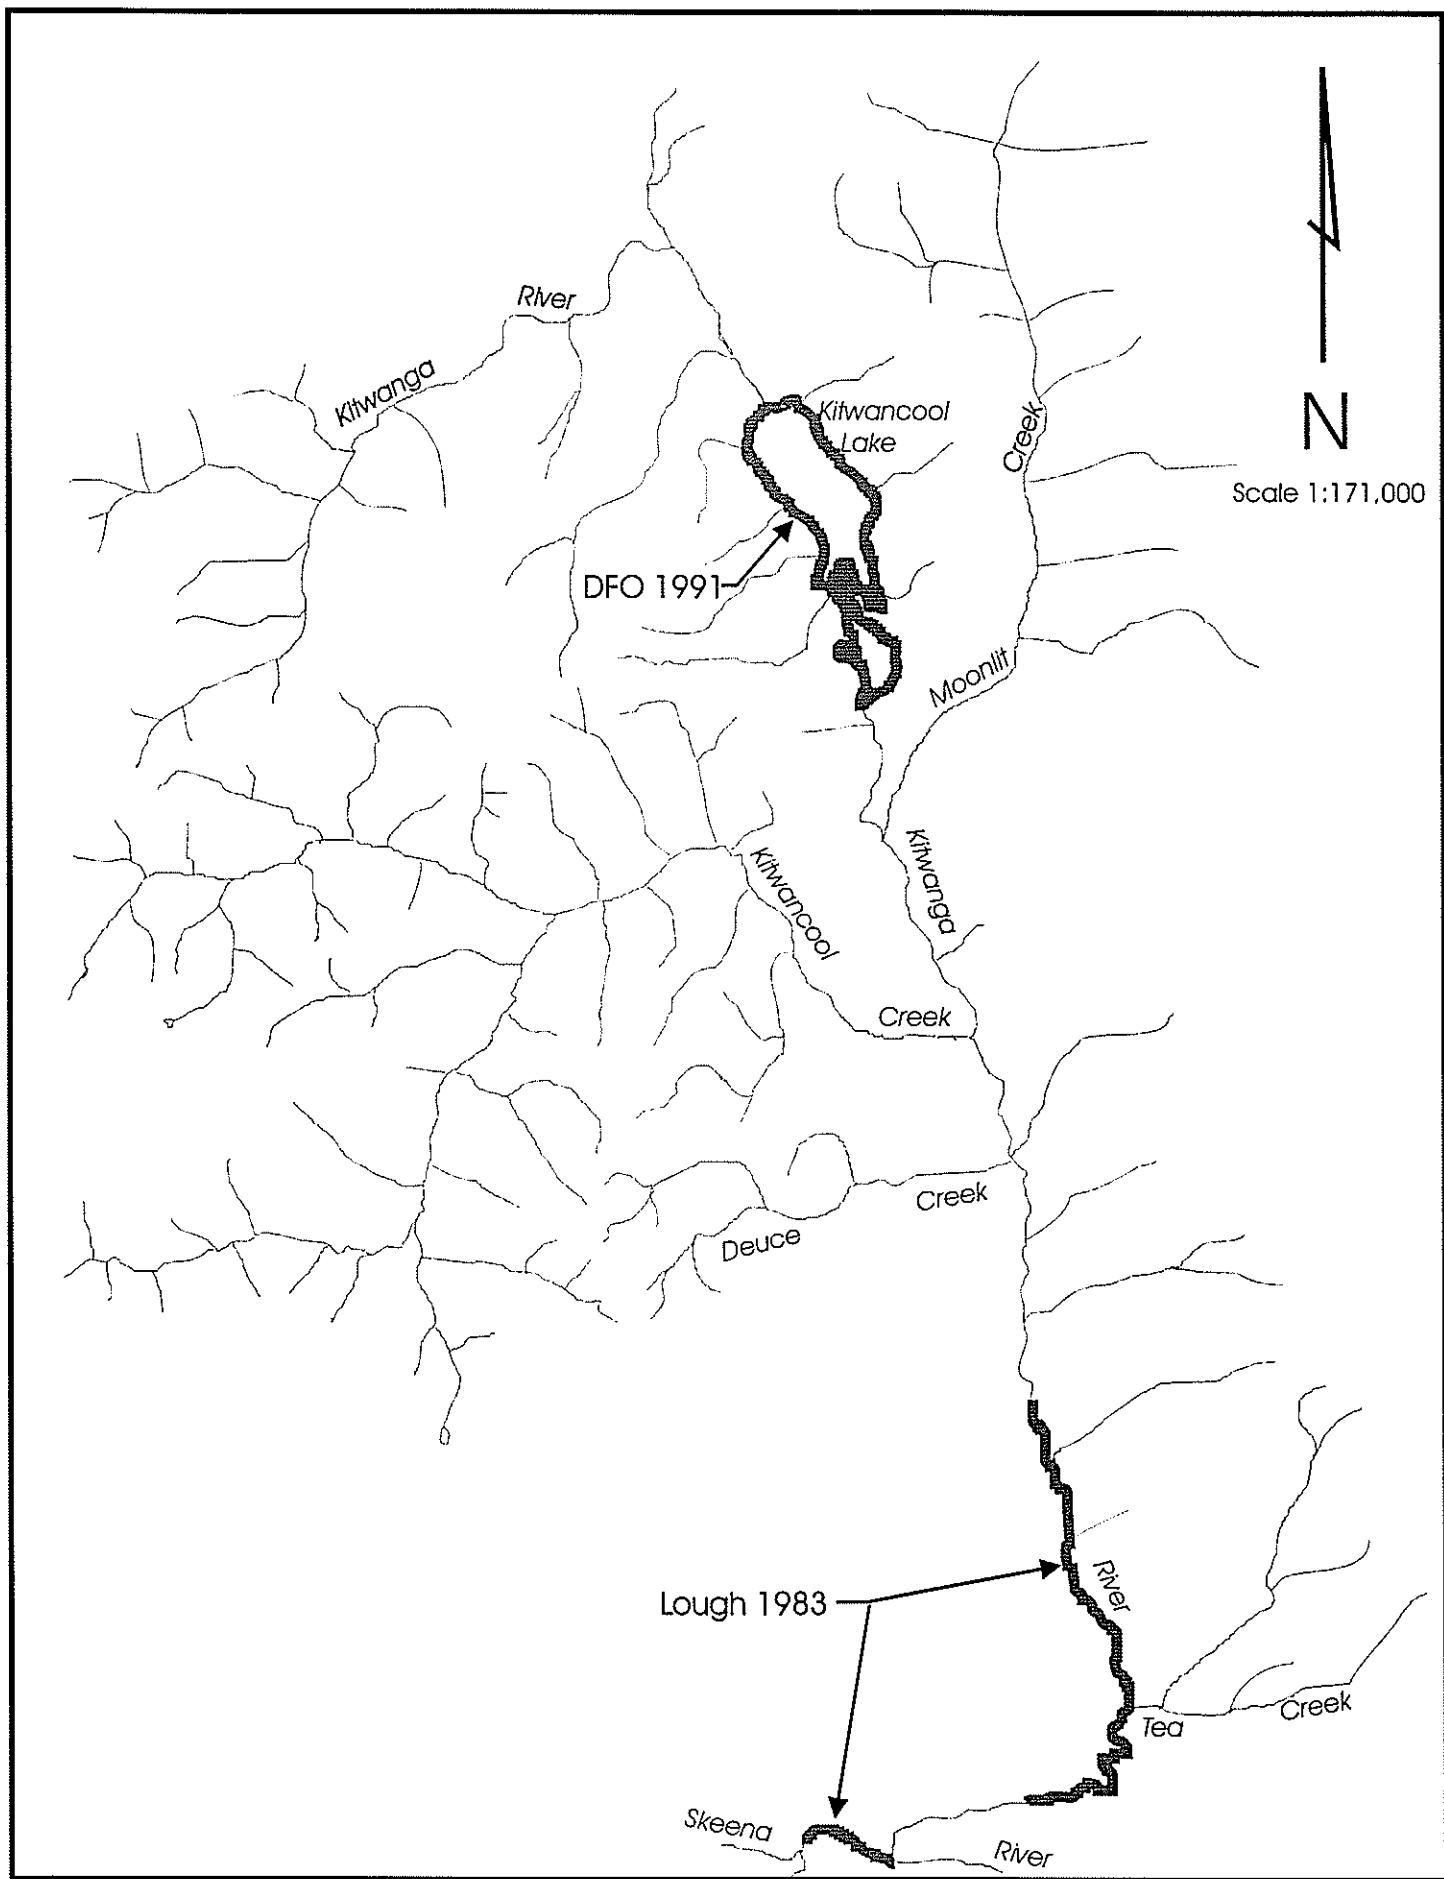 River
Kitwanga
Kitwancool
Lake
Creek
N
Scale 1:171,000
DFO 1991
Moonlit
Kitwanga
Kitwancool
Creek
Creek
Deuce
River
Lough 1983
Creek
Tea
Skeena
River